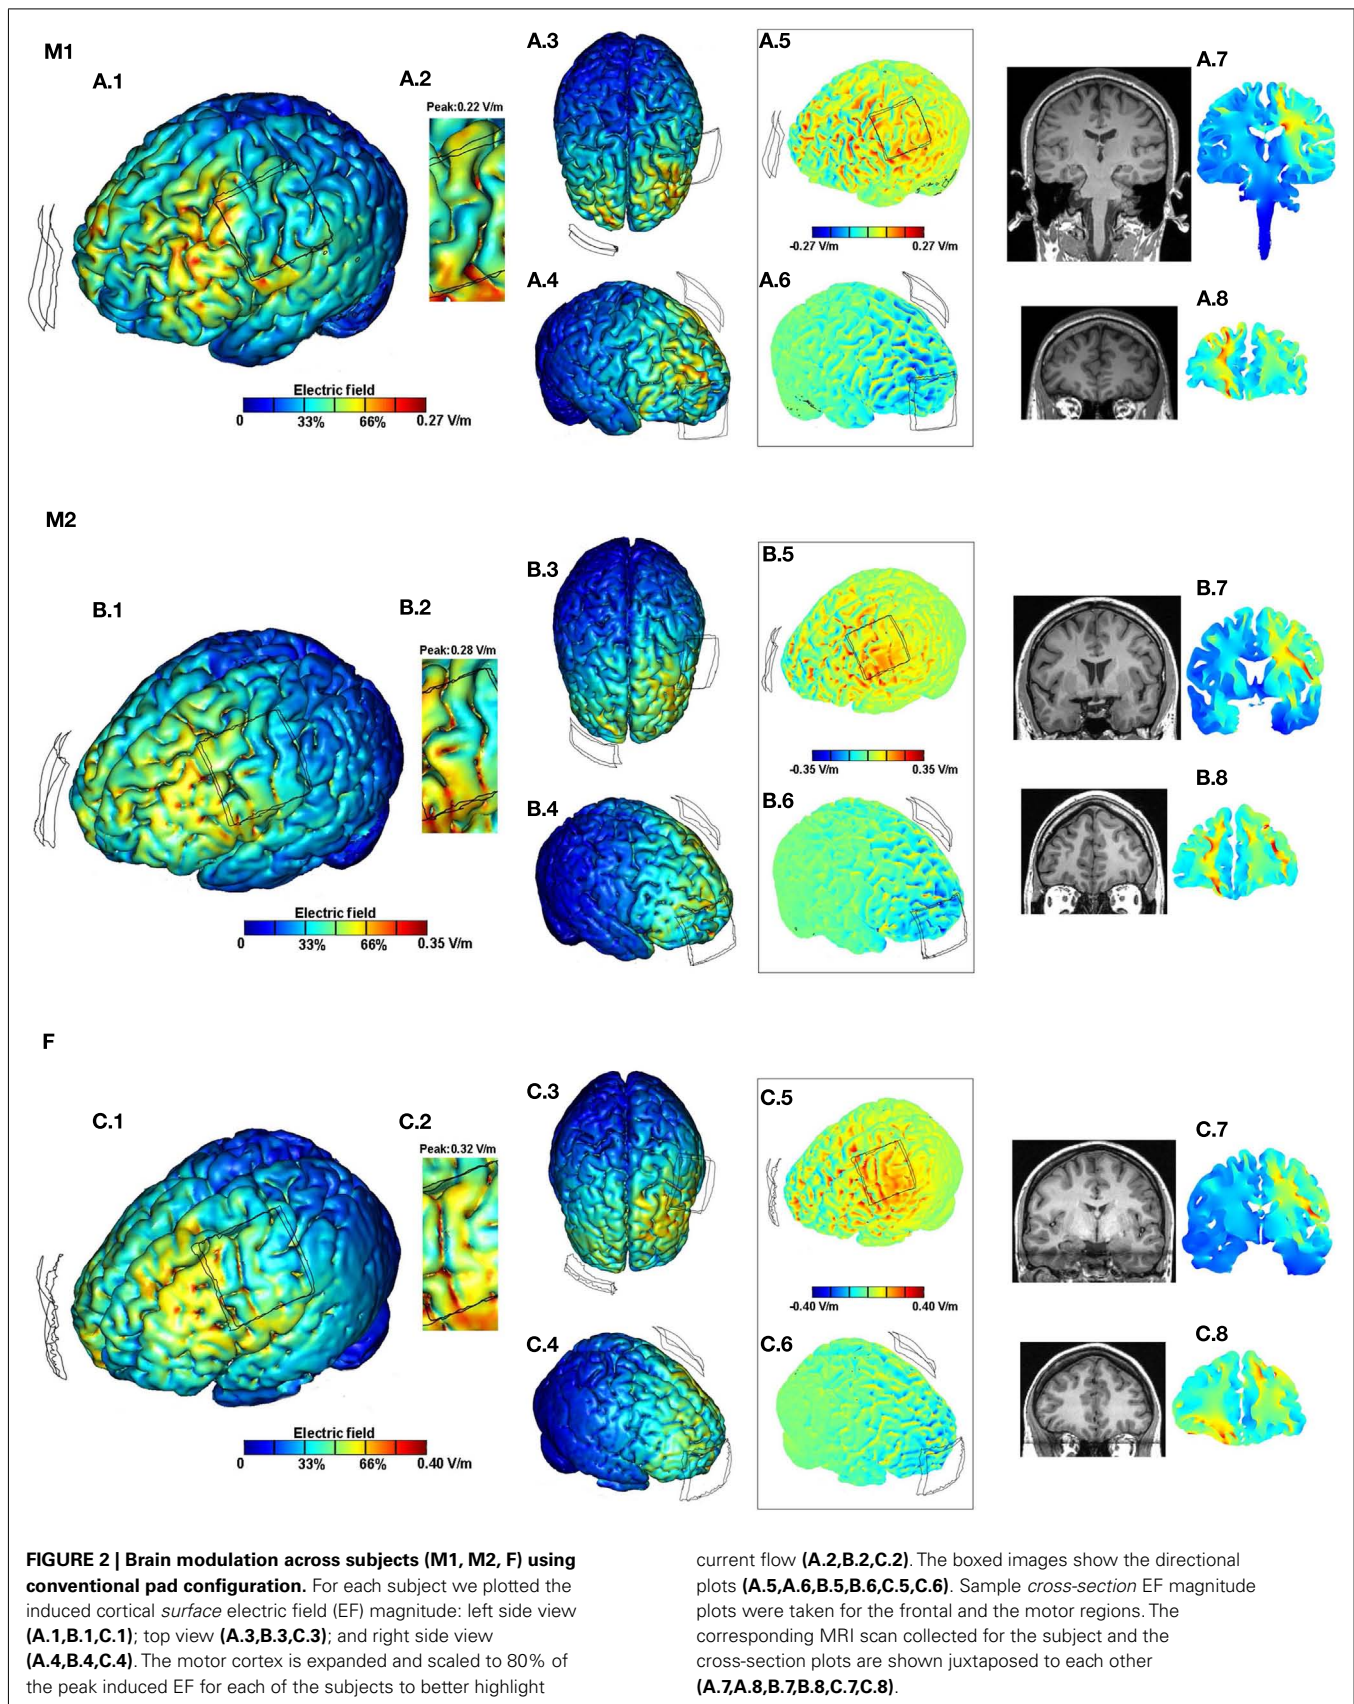 M1
A.1
A.2
Peak:0.22 V/m
A.3
A.4
A.5
-0.27 V/m 0.27 V/m
A.6
A.7
A.8
Electric field
0 33% 66% 0.27 V/m
M2
B.1
B.2
Peak:0.28 V/m
B.3
B.4
B.5
-0.35 V/m 0.35 V/m
B.6
B.7
B.8
Electric field
0 33% 66% 0.35 V/m
F
C.1
C.2
Peak:0.32 V/m
C.3
C.4
C.5
-0.40 V/m 0.40 V/m
C.6
C.7
C.8
Electric field
0 33% 66% 0.40 V/m
FIGURE 2 | Brain modulation across subjects (M1, M2, F) using
conventional pad configuration. For each subject we plotted the
induced cortical surface electric field (EF) magnitude: left side view
(A.1,B.1,C.1); top view (A.3,B.3,C.3); and right side view
(A.4,B.4,C.4). The motor cortex is expanded and scaled to 80% of
the peak induced EF for each of the subjects to better highlight
current flow (A.2,B.2,C.2). The boxed images show the directional
plots (A.5,A.6,B.5,B.6,C.5,C.6). Sample cross-section EF magnitude
plots were taken for the frontal and the motor regions. The
corresponding MRI scan collected for the subject and the
cross-section plots are shown juxtaposed to each other
(A.7,A.8,B.7,B.8,C.7,C.8).